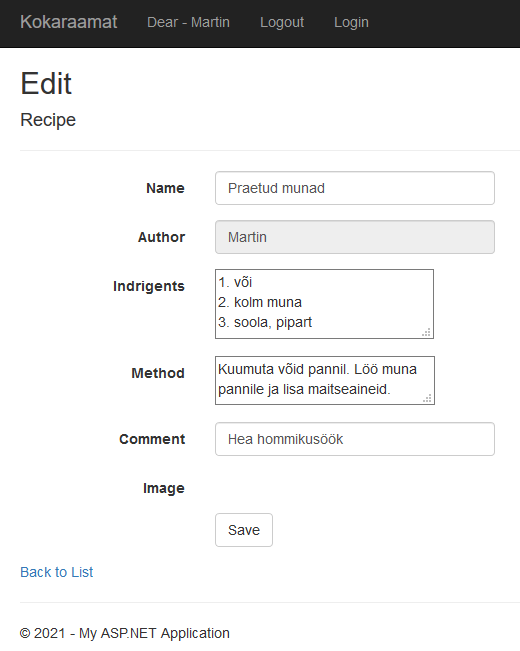 Kokaraamat Dear - Martin Logout Login
Edit
Recipe
Name Praetud munad
Author Martin
Indrigents 1. või
2. kolm muna
3. soola, pipart
Method Kuumuta võid pannil. Löö muna
pannile ja lisa maitseaineid.
Comment Hea hommikusöök
Image
Save
Back to List
© 2021 - My ASP.NET Application